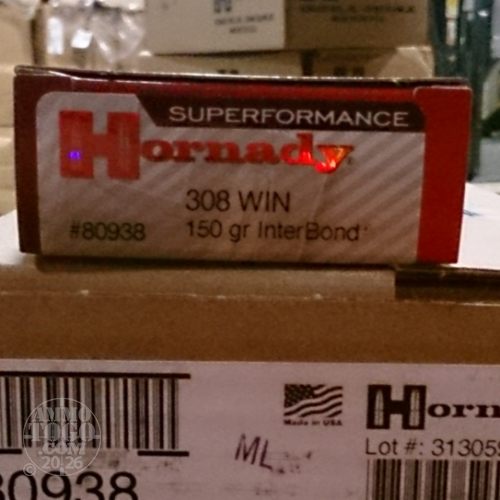 SUPERFORMANCE
Hornady
308 WIN
#80938 150 gr InterBond
Made in USA
Horn
Lot #: 313059
ML
80938
© AMMO
TOGO
.COM
2026